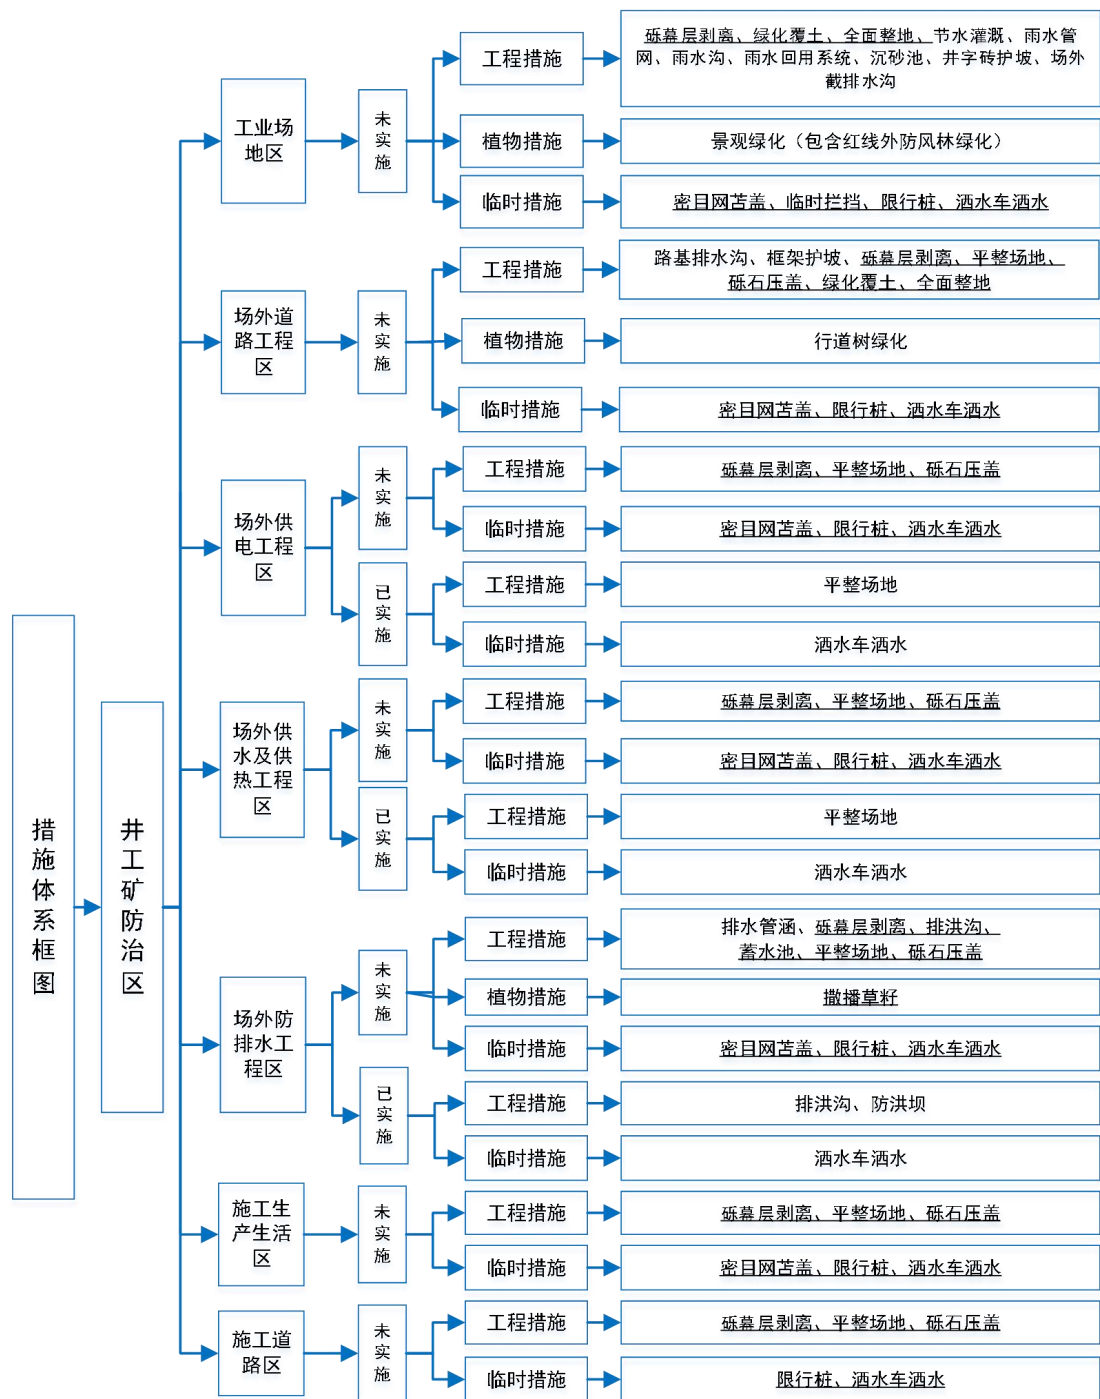 措施体系框图
井工矿防治区
工业场
地区
未实施
工程措施
砾幕层剥离、绿化覆土、全面整地、节水灌溉、雨水管
网、雨水沟、雨水回用系统、沉砂池、井字砖护坡、场外
截排水沟
植物措施
景观绿化（包含红线外防风林绿化）
临时措施
密目网苫盖、临时拦挡、限行桩、洒水车洒水
场外道
路工程
区
未实施
工程措施
路基排水沟、框架护坡、砾幕层剥离、平整场地、
砾石压盖、绿化覆土、全面整地
植物措施
行道树绿化
临时措施
密目网苫盖、限行桩、洒水车洒水
场外供
电工程
区
未实施
工程措施
砾幕层剥离、平整场地、砾石压盖
临时措施
密目网苫盖、限行桩、洒水车洒水
已实施
工程措施
平整场地
临时措施
洒水车洒水
场外供
水及供
热工程
区
未实施
工程措施
砾幕层剥离、平整场地、砾石压盖
临时措施
密目网苫盖、限行桩、洒水车洒水
已实施
工程措施
平整场地
临时措施
洒水车洒水
场外防
排水工
程区
未实施
工程措施
排水管涵、砾幕层剥离、排洪沟、
蓄水池、平整场地、砾石压盖
植物措施
撒播草籽
临时措施
密目网苫盖、限行桩、洒水车洒水
已实施
工程措施
排洪沟、防洪坝
临时措施
洒水车洒水
施工生
产生活
区
未实施
工程措施
砾幕层剥离、平整场地、砾石压盖
临时措施
密目网苫盖、限行桩、洒水车洒水
施工道
路区
未实施
工程措施
砾幕层剥离、平整场地、砾石压盖
临时措施
限行桩、洒水车洒水